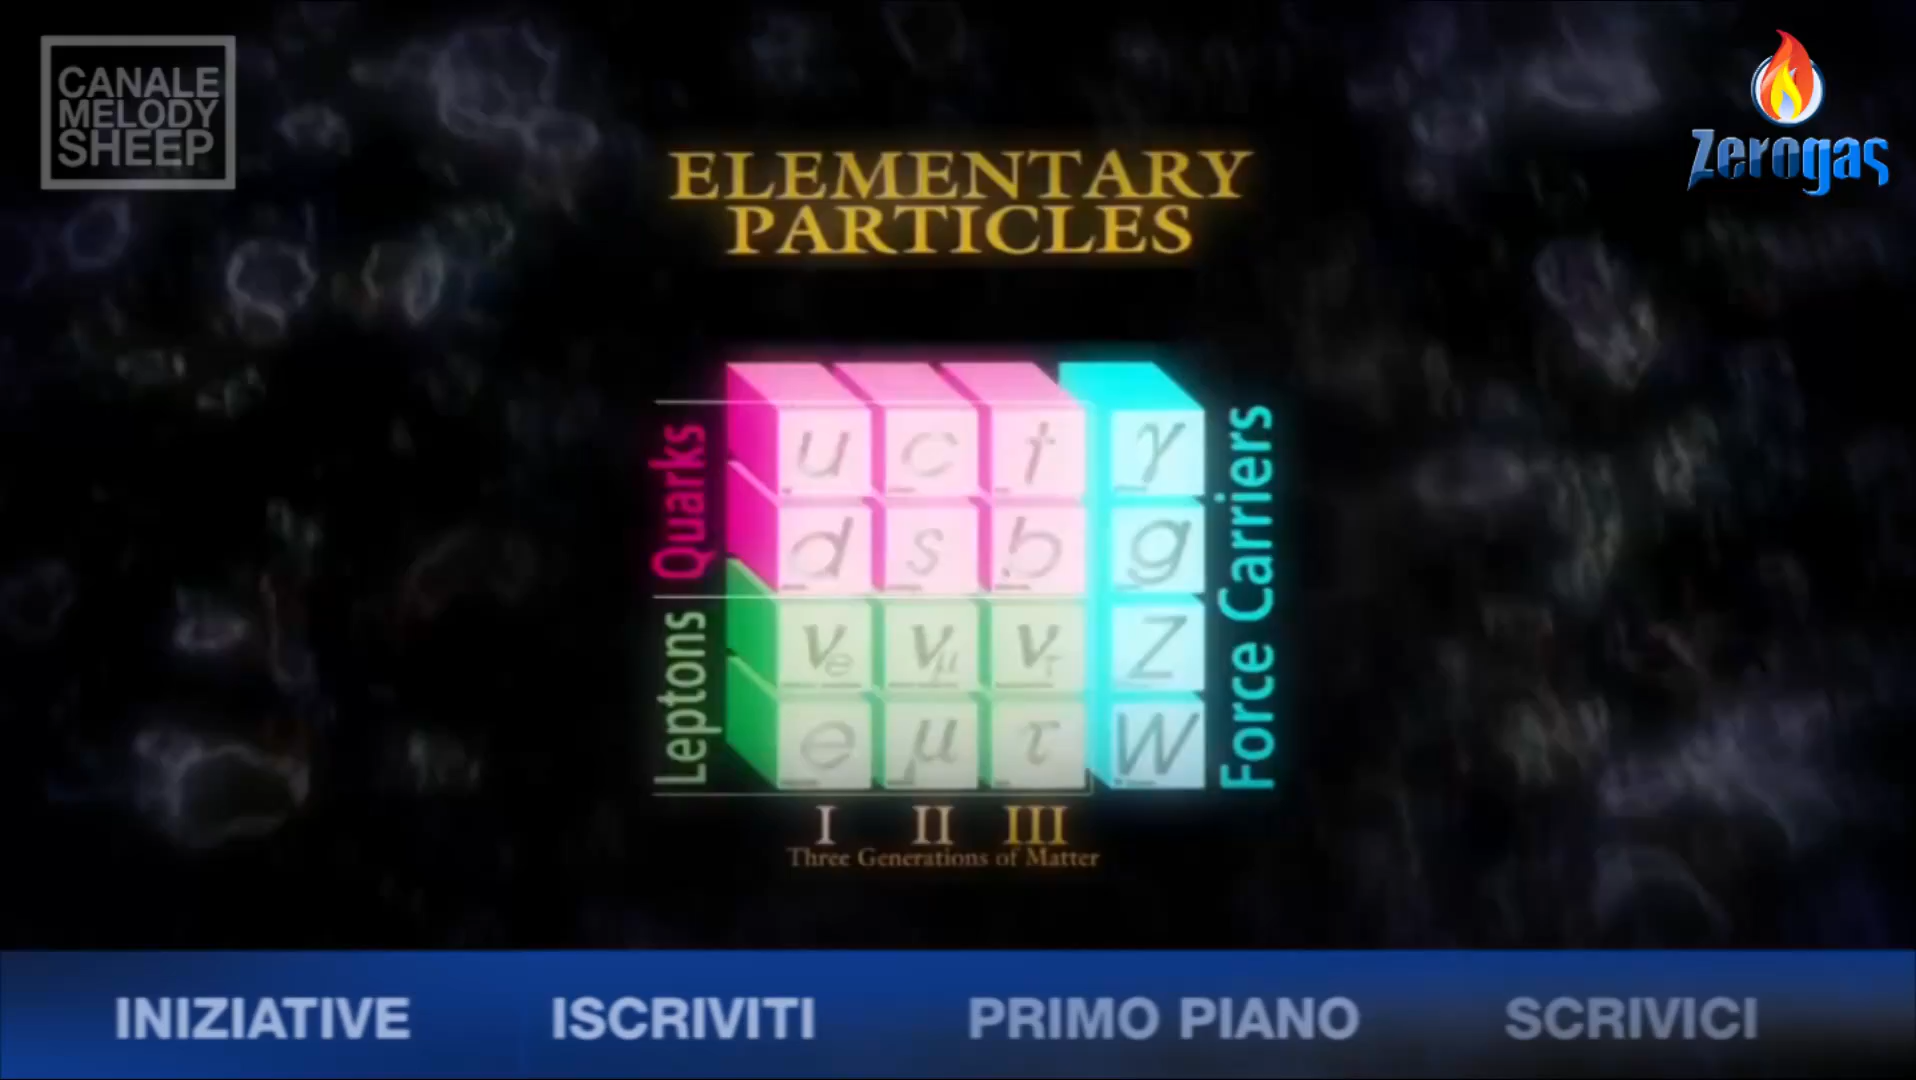 CANALE
MELODY
SHEEP
Zerogas
ELEMENTARY
PARTICLES
Quarks
Leptons
u c t γ
d s b g
νe νμ ντ Z
e μ τ W
Force Carriers
I II III
Three Generations of Matter
INIZIATIVE ISCRIVITI PRIMO PIANO SCRIVICI